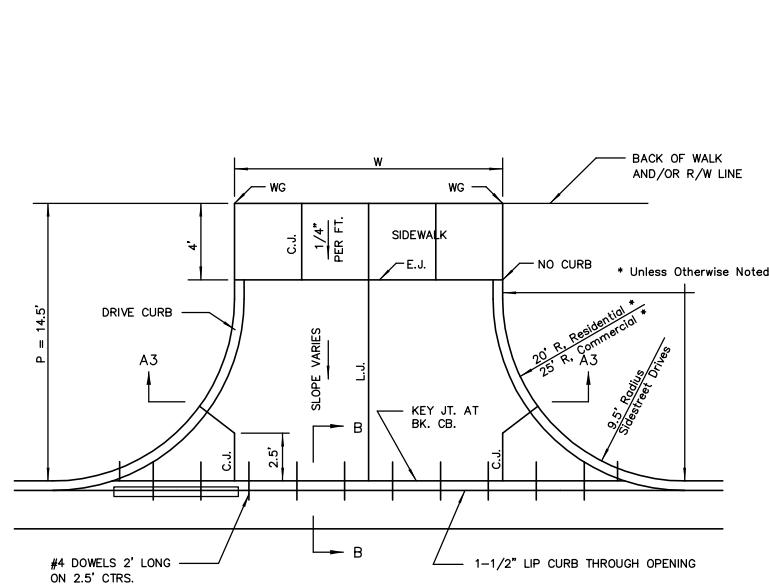 W
BACK OF WALK
AND/OR R/W LINE
WG
WG
4'
C.J.
1/4"
PER FT.
SIDEWALK
E.J.
NO CURB
* Unless Otherwise Noted
P = 14.5'
DRIVE CURB
20' R, Residential *
25' R, Commercial *
A3
A3
SLOPE VARIES
L.J.
9.5' Radius
Sidestreet Drives
KEY JT. AT
BK. CB.
B
C.J.
2.5'
C.J.
B
#4 DOWELS 2' LONG
ON 2.5' CTRS.
1-1/2" LIP CURB THROUGH OPENING